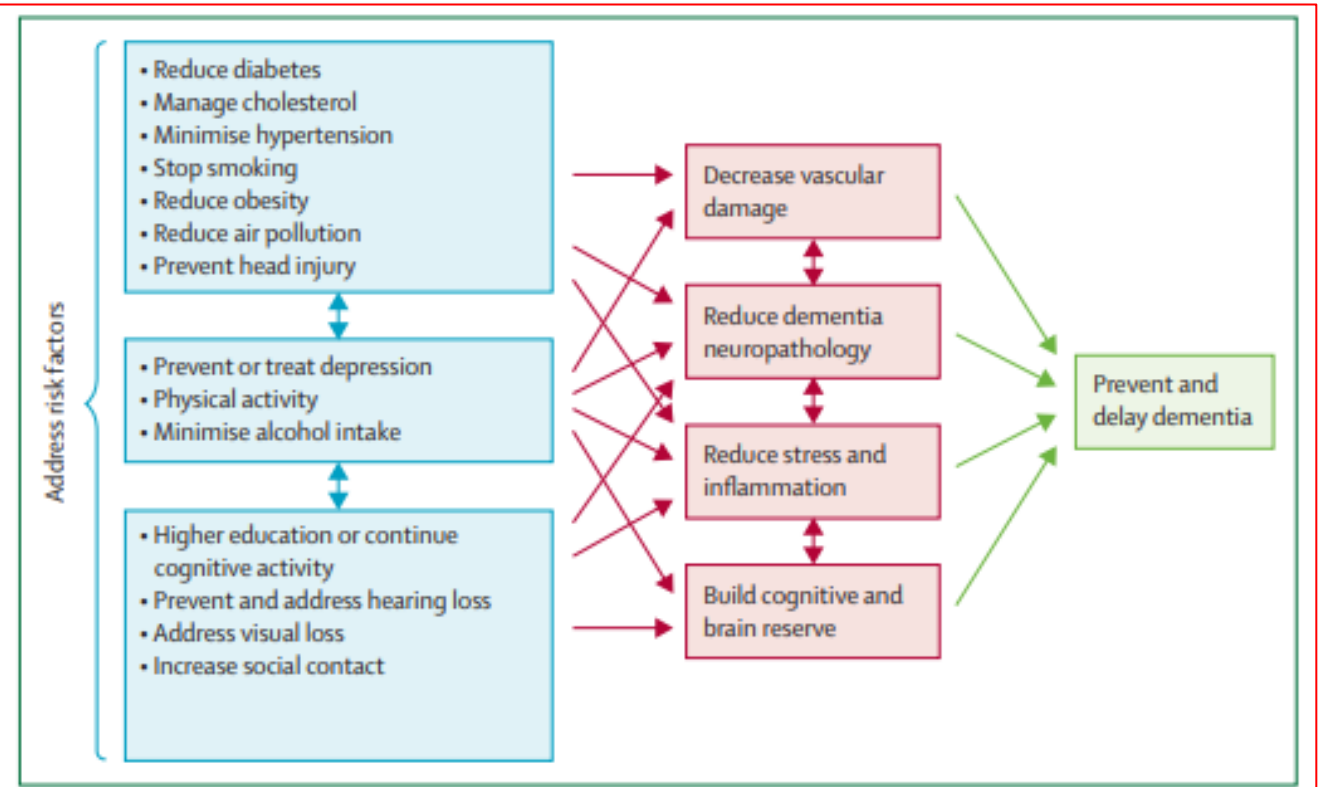 Address risk factors
• Reduce diabetes
• Manage cholesterol
• Minimise hypertension
• Stop smoking
• Reduce obesity
• Reduce air pollution
• Prevent head injury
• Prevent or treat depression
• Physical activity
• Minimise alcohol intake
• Higher education or continue
cognitive activity
• Prevent and address hearing loss
• Address visual loss
• Increase social contact
Decrease vascular
damage
Reduce dementia
neuropathology
Reduce stress and
inflammation
Build cognitive and
brain reserve
Prevent and
delay dementia